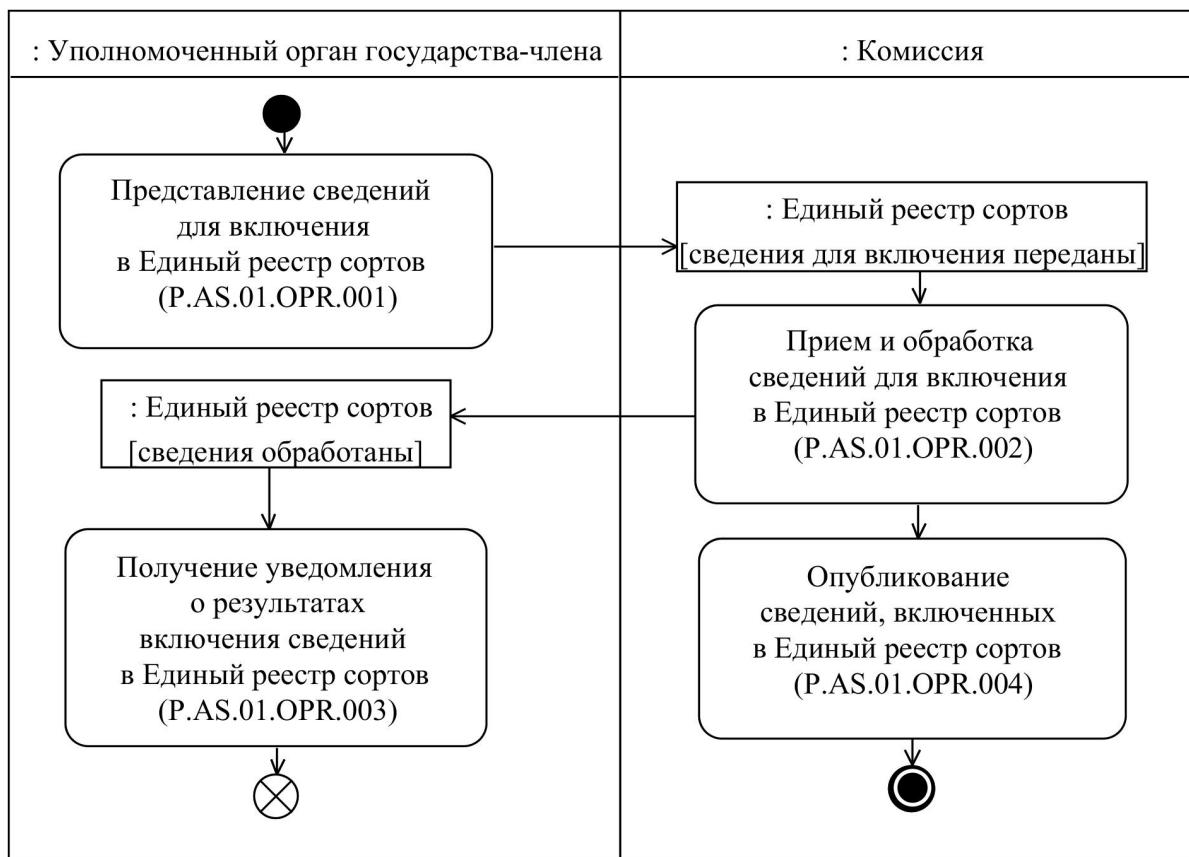 : Уполномоченный орган государства-члена
: Комиссия
Представление сведений
для включения
в Единый реестр сортов
(P.AS.01.OPR.001)
: Единый реестр сортов
[сведения для включения переданы]
Прием и обработка
сведений для включения
в Единый реестр сортов
(P.AS.01.OPR.002)
: Единый реестр сортов
[сведения обработаны]
Получение уведомления
о результатах
включения сведений
в Единый реестр сортов
(P.AS.01.OPR.003)
Опубликование
сведений, включенных
в Единый реестр сортов
(P.AS.01.OPR.004)